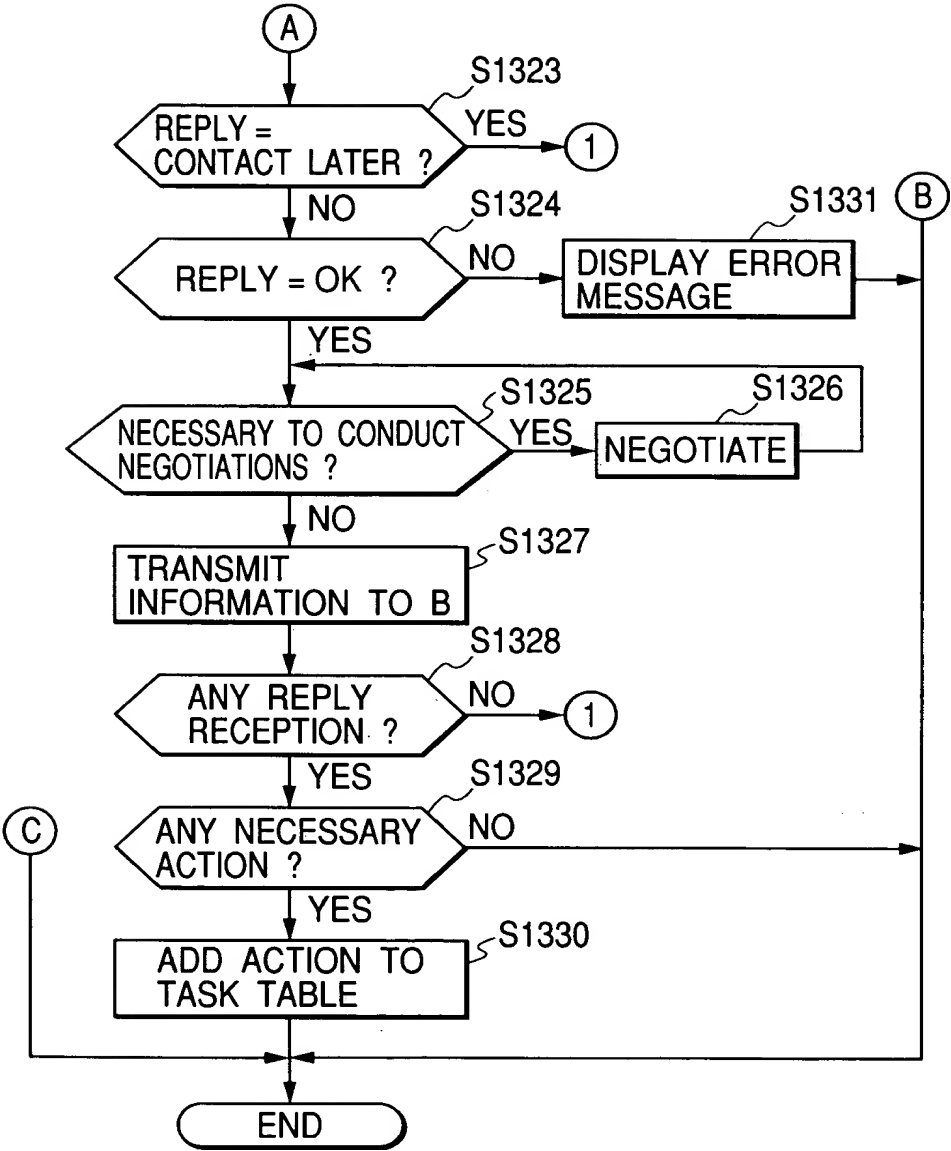 A
S1323
REPLY =
CONTACT LATER ?
YES
1
NO
S1324
REPLY = OK ?
NO
S1331
DISPLAY ERROR
MESSAGE
B
YES
S1325
NECESSARY TO CONDUCT
NEGOTIATIONS ?
YES
S1326
NEGOTIATE
NO
S1327
TRANSMIT
INFORMATION TO B
S1328
ANY REPLY
RECEPTION ?
NO
1
YES
S1329
ANY NECESSARY
ACTION ?
NO
C
YES
S1330
ADD ACTION TO
TASK TABLE
END